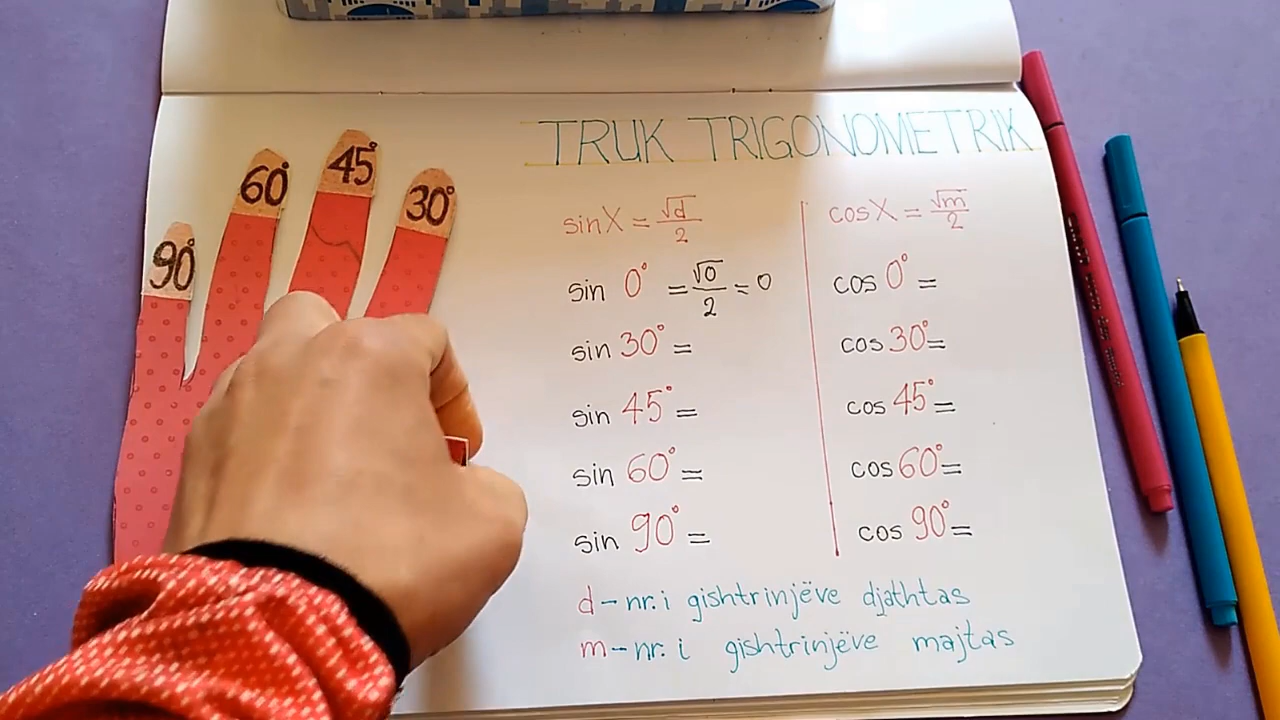 TRUK TRIGONOMETRIK
90° 60° 45° 30°
sinX = √d/2
sin 0° = √0/2 = 0
sin 30° =
sin 45° =
sin 60° =
sin 90° =
cosX = √m/2
cos 0° =
cos 30° =
cos 45° =
cos 60° =
cos 90° =
d - nr. i gishtrinjëve djathtas
m - nr. i gishtrinjëve majtas